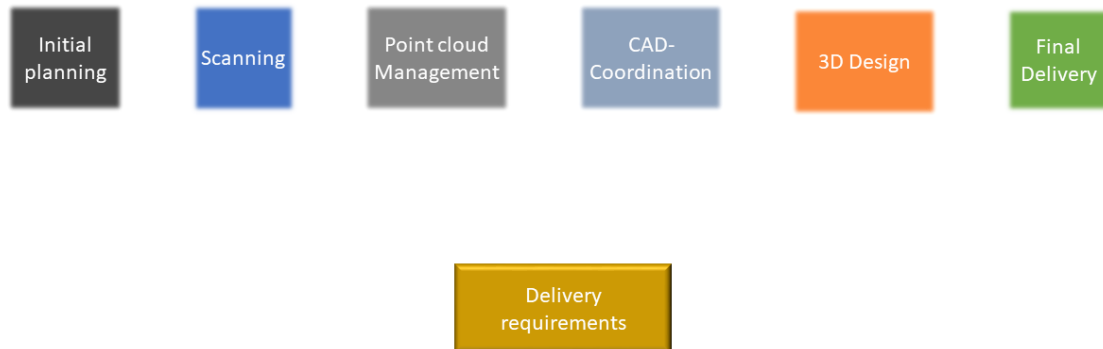 Initial
planning
Scanning
Point cloud
Management
CAD-
Coordination
3D Design
Final
Delivery
Delivery
requirements